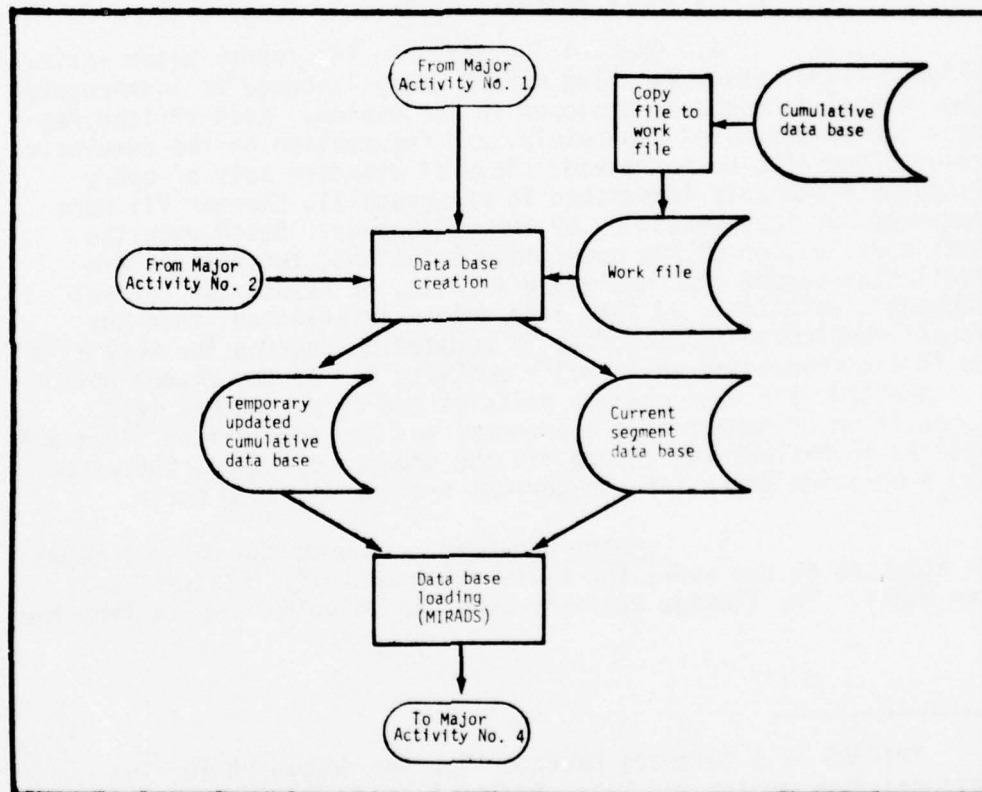 From Major
Activity No. 1
Copy
file to
work
file
Cumulative
data base
From Major
Activity No. 2
Data base
creation
Work file
Temporary
updated
cumulative
data base
Current
segment
data base
Data base
loading
(MIRADS)
To Major
Activity No. 4